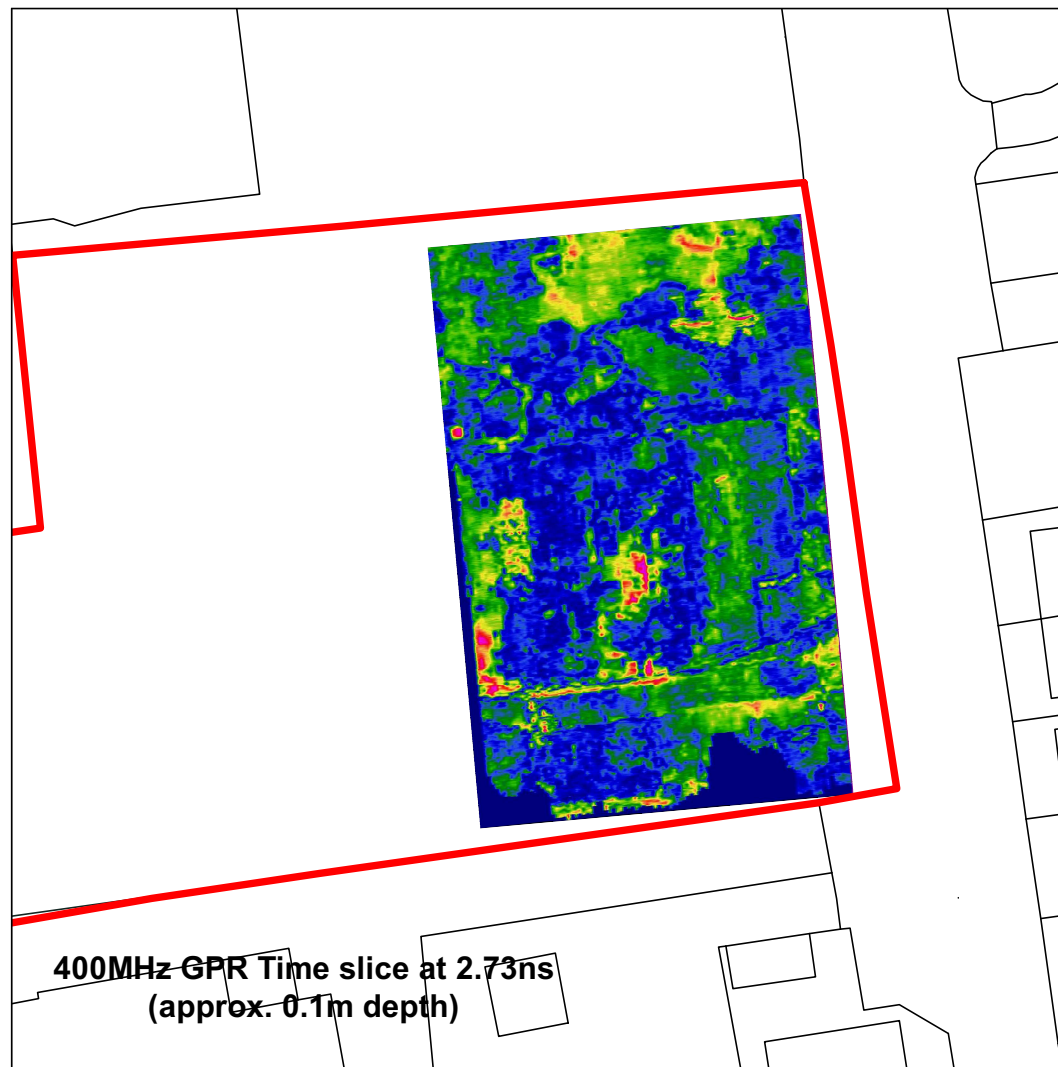 400MHz GPR Time slice at 2.73ns
(approx. 0.1m depth)